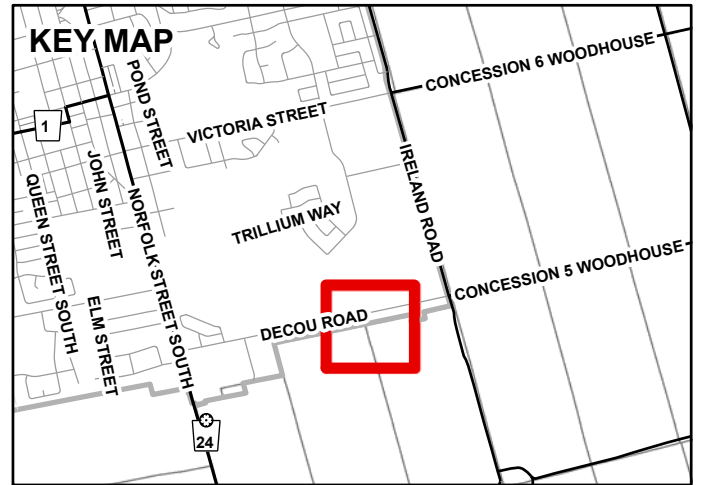 KEY MAP
POND STREET
CONCESSION 6 WOODHOUSE
1
VICTORIA STREET
JOHN STREET
IRELAND ROAD
QUEEN STREET SOUTH
NORFOLK STREET SOUTH
TRILLIUM WAY
CONCESSION 5 WOODHOUSE
ELM STREET
DECOU ROAD
24